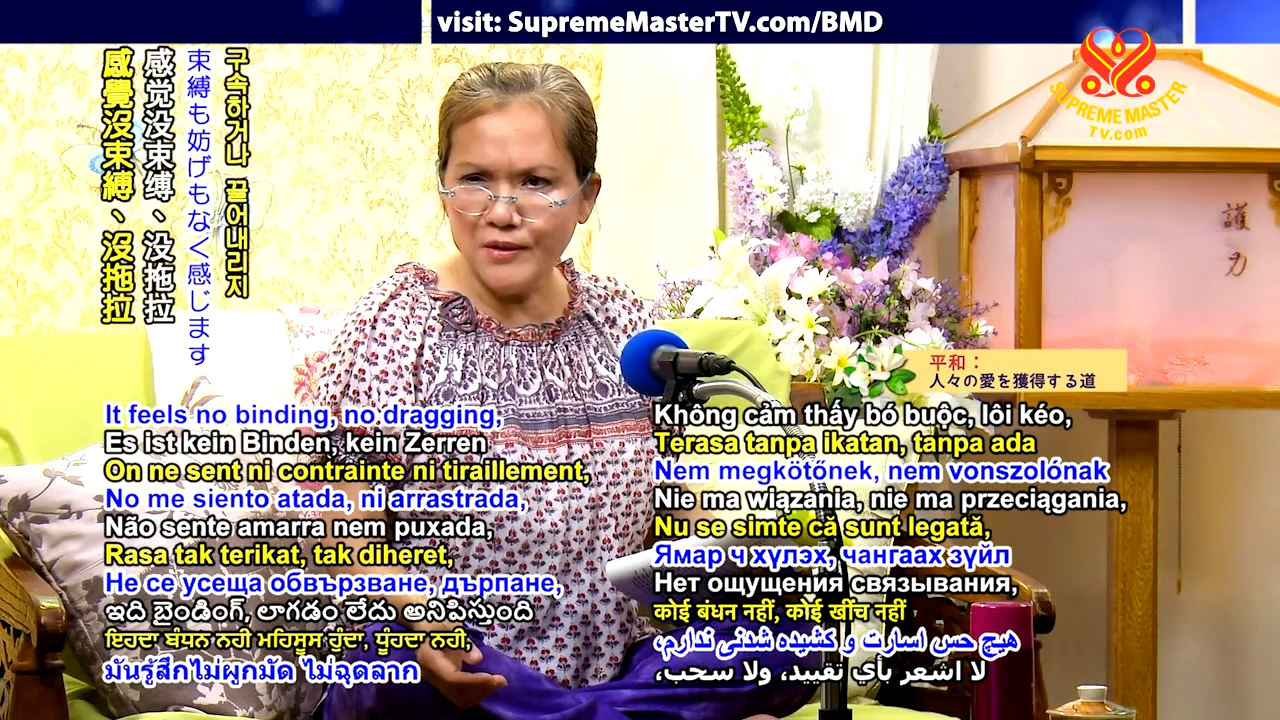 visit: SupremeMasterTV.com/BMD
SUPREME MASTER
TV.com
구속하거나 끌어내리지
束縛も妨げもなく感じます
感觉没束缚、没拖拉
感覺沒束縛、沒拖拉
護力
平和：
人々の愛を獲得する道
It feels no binding, no dragging,
Es ist kein Binden, kein Zerren
On ne sent ni contrainte ni tiraillement,
No me siento atada, ni arrastrada,
Não sente amarra nem puxada,
Rasa tak terikat, tak diheret,
Не се усеща обвързване, дърпане,
ఇది బైండింగ్, లాగడం లేదు అనిపిస్తుంది
ਇਹਦਾ ਬੰਧਨ ਨਹੀ ਮਹਿਸੂਸ ਹੁੰਦਾ, ਧੂੰਹਦਾ ਨਹੀ,
มันรู้สึกไม่ผูกมัด ไม่ฉุดลาก
Không cảm thấy bó buộc, lôi kéo,
Terasa tanpa ikatan, tanpa ada
Nem megkötőnek, nem vonszolónak
Nie ma wiązania, nie ma przeciągania,
Nu se simte că sunt legată,
Ямар ч хүлэх, чангаах зүйл
Нет ощущения связывания,
कोई बंधन नहीं, कोई खींच नहीं
هیچ حس اسارت و کشیده شدنی ندارم،
لا اشعر بأي تقييد، ولا سحب،